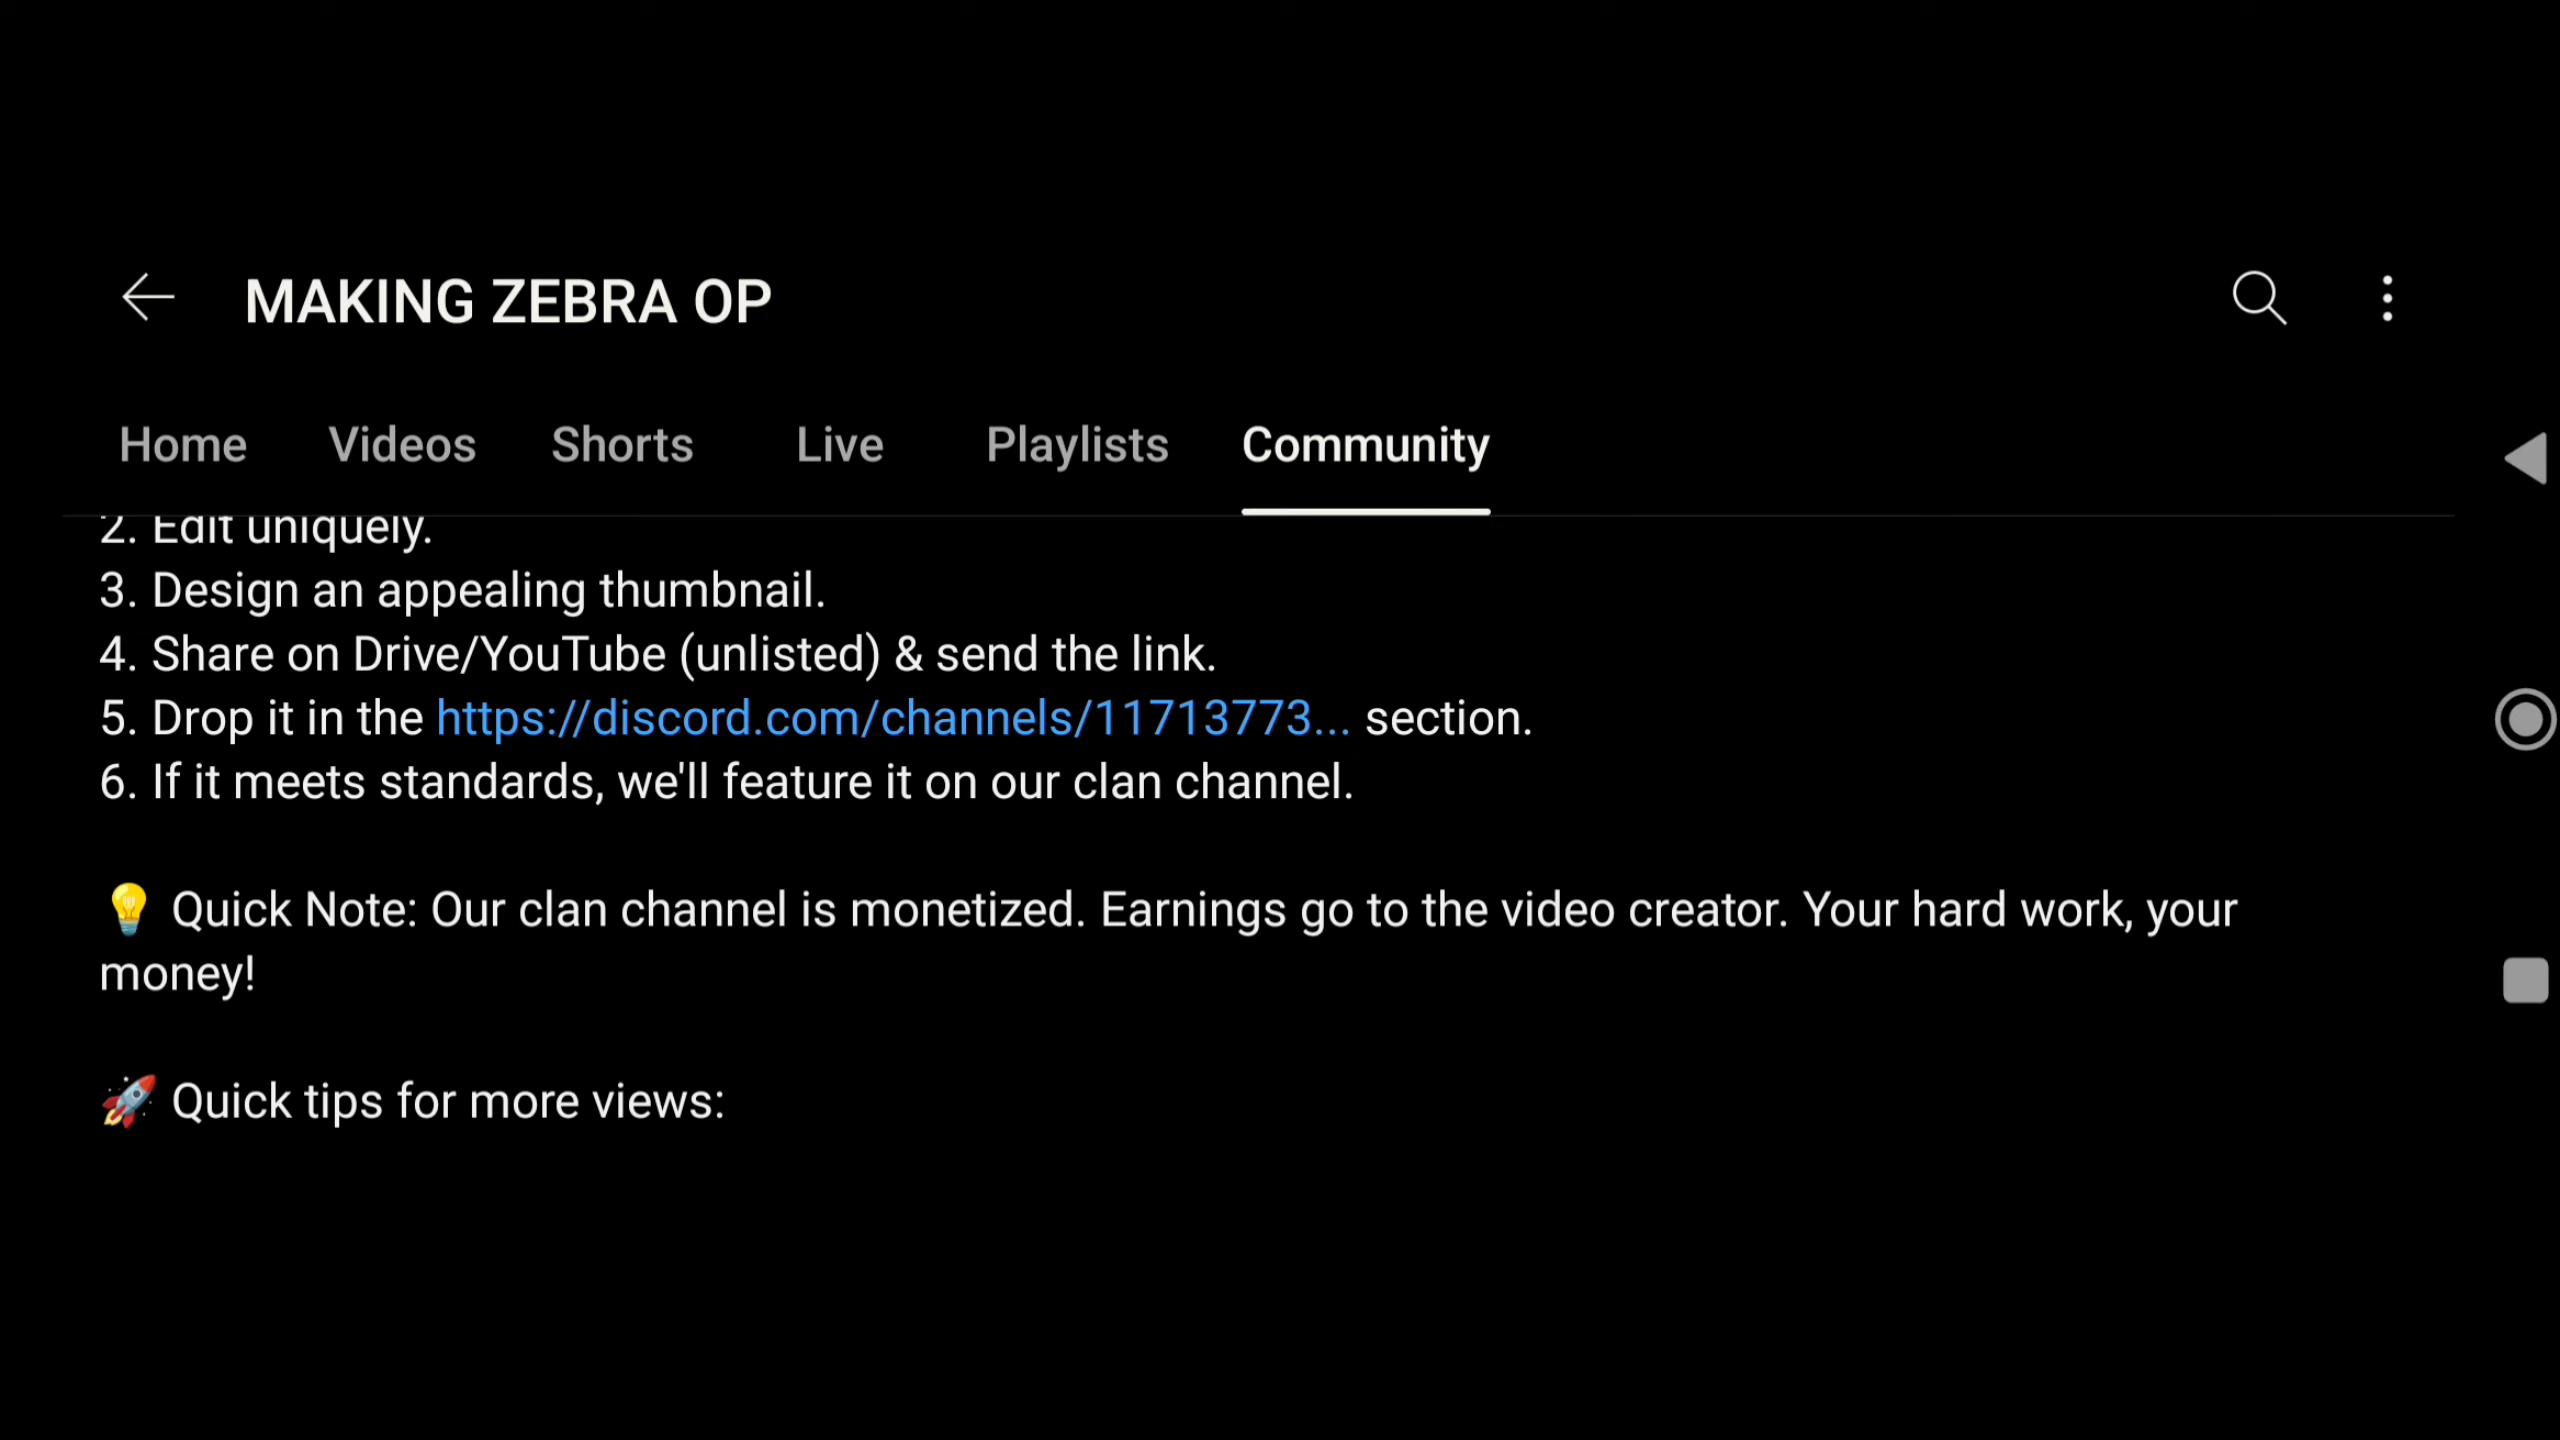 MAKING ZEBRA OP
Home Videos Shorts Live Playlists Community
2. Edit uniquely.
3. Design an appealing thumbnail.
4. Share on Drive/YouTube (unlisted) & send the link.
5. Drop it in the https://discord.com/channels/11713773... section.
6. If it meets standards, we'll feature it on our clan channel.
💡 Quick Note: Our clan channel is monetized. Earnings go to the video creator. Your hard work, your
money!
🚀 Quick tips for more views: